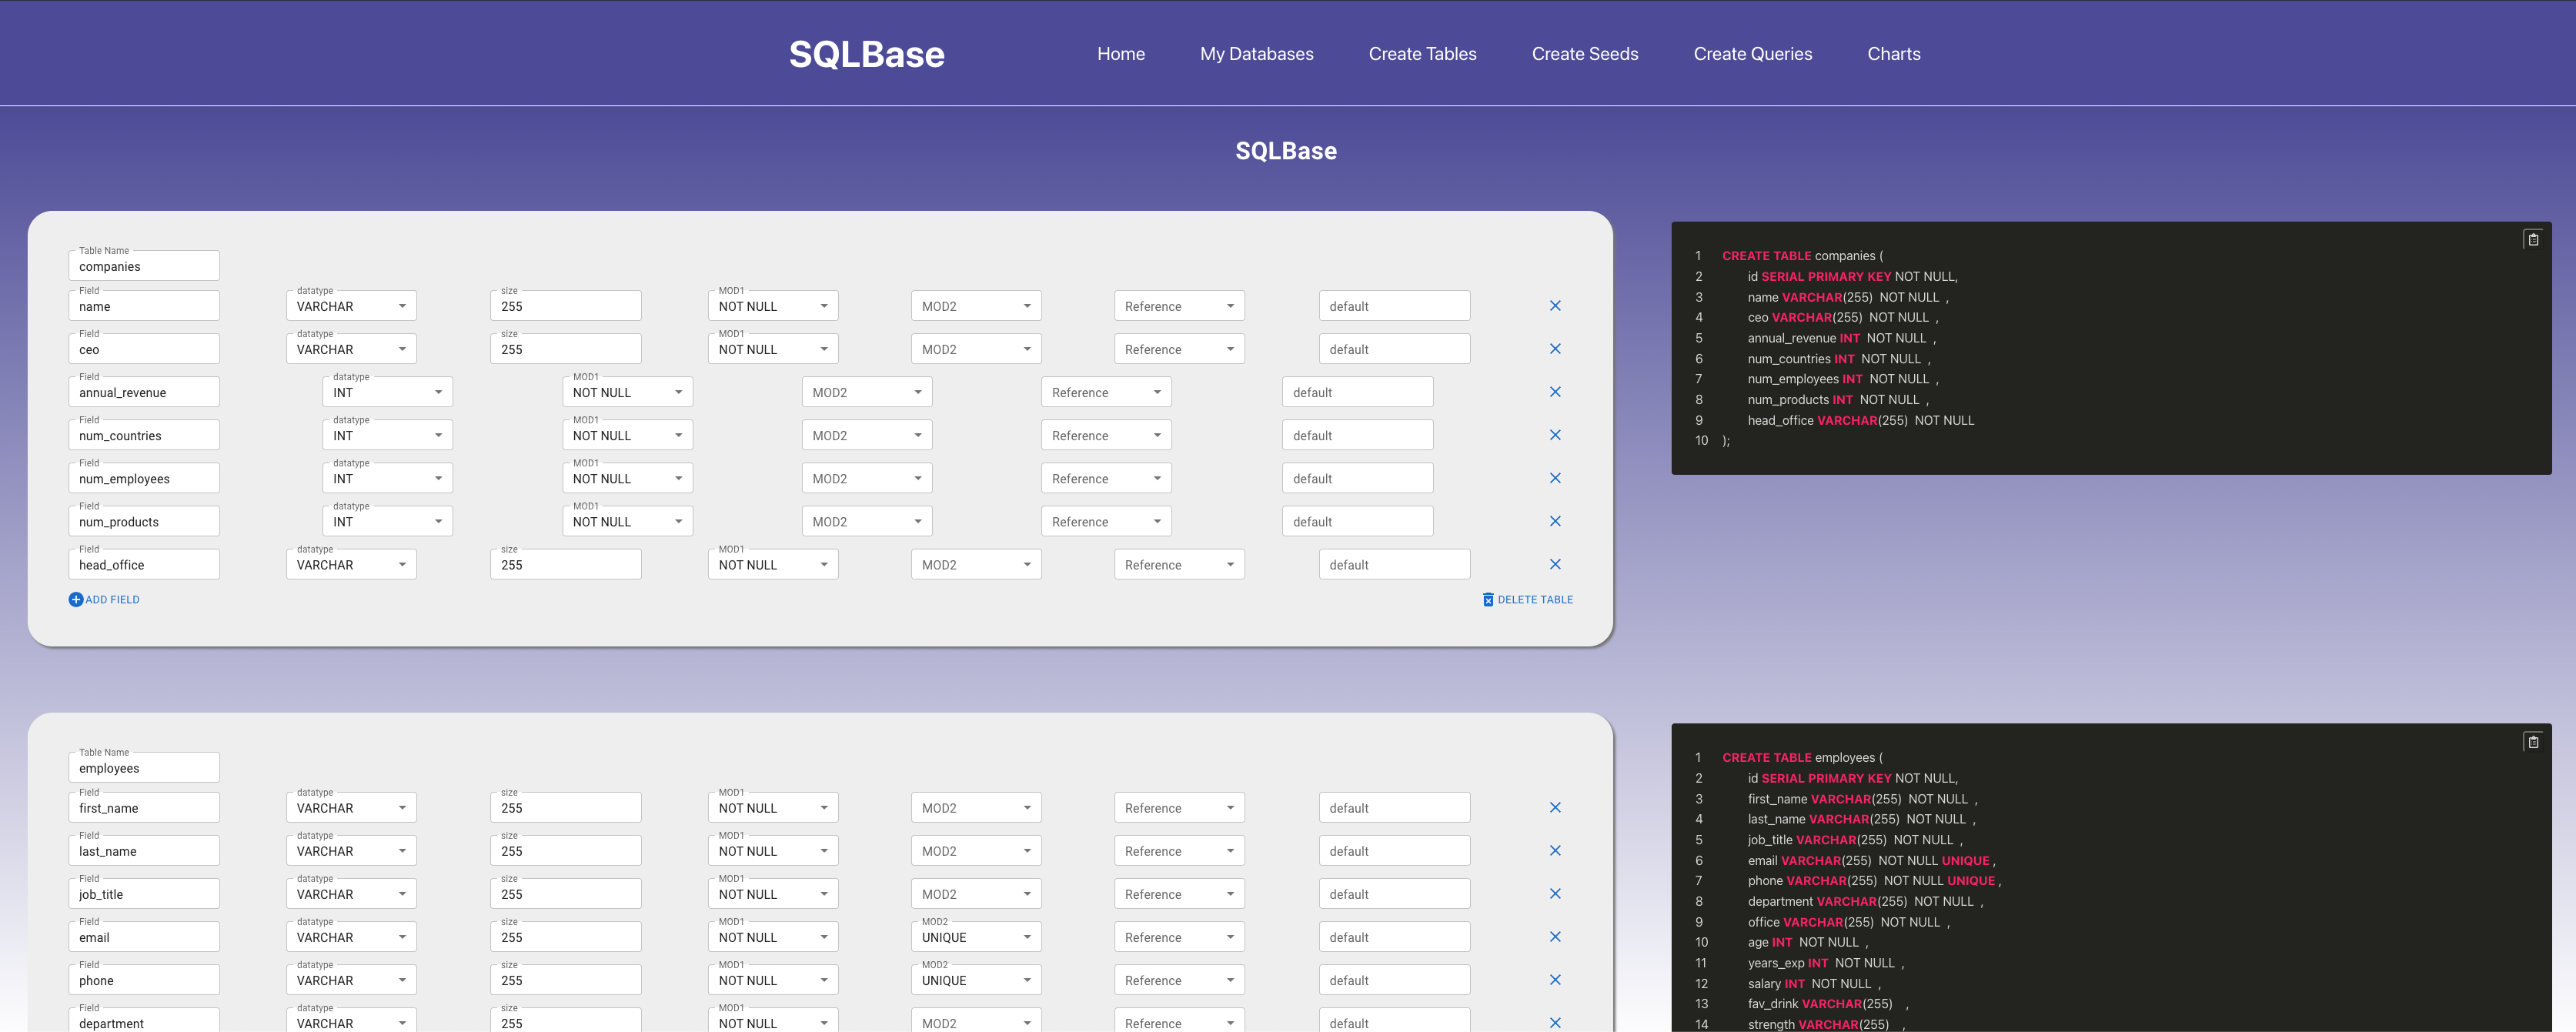 SQLBase Home My Databases Create Tables Create Seeds Create Queries Charts
SQLBase
Table Name
companies
Field datatype size MOD1
name VARCHAR 255 NOT NULL MOD2 Reference default
Field datatype size MOD1
ceo VARCHAR 255 NOT NULL MOD2 Reference default
Field datatype MOD1
annual_revenue INT NOT NULL MOD2 Reference default
Field datatype MOD1
num_countries INT NOT NULL MOD2 Reference default
Field datatype MOD1
num_employees INT NOT NULL MOD2 Reference default
Field datatype MOD1
num_products INT NOT NULL MOD2 Reference default
Field datatype size MOD1
head_office VARCHAR 255 NOT NULL MOD2 Reference default
ADD FIELD DELETE TABLE
1 CREATE TABLE companies (
2 id SERIAL PRIMARY KEY NOT NULL,
3 name VARCHAR(255) NOT NULL ,
4 ceo VARCHAR(255) NOT NULL ,
5 annual_revenue INT NOT NULL ,
6 num_countries INT NOT NULL ,
7 num_employees INT NOT NULL ,
8 num_products INT NOT NULL ,
9 head_office VARCHAR(255) NOT NULL
10 );
Table Name
employees
Field datatype size MOD1
first_name VARCHAR 255 NOT NULL MOD2 Reference default
Field datatype size MOD1
last_name VARCHAR 255 NOT NULL MOD2 Reference default
Field datatype size MOD1
job_title VARCHAR 255 NOT NULL MOD2 Reference default
Field datatype size MOD1 MOD2
email VARCHAR 255 NOT NULL UNIQUE Reference default
Field datatype size MOD1 MOD2
phone VARCHAR 255 NOT NULL UNIQUE Reference default
Field datatype size MOD1
department VARCHAR 255 NOT NULL MOD2 Reference default
1 CREATE TABLE employees (
2 id SERIAL PRIMARY KEY NOT NULL,
3 first_name VARCHAR(255) NOT NULL ,
4 last_name VARCHAR(255) NOT NULL ,
5 job_title VARCHAR(255) NOT NULL ,
6 email VARCHAR(255) NOT NULL UNIQUE ,
7 phone VARCHAR(255) NOT NULL UNIQUE ,
8 department VARCHAR(255) NOT NULL ,
9 office VARCHAR(255) NOT NULL ,
10 age INT NOT NULL ,
11 years_exp INT NOT NULL ,
12 salary INT NOT NULL ,
13 fav_drink VARCHAR(255) ,
14 strength VARCHAR(255) ,